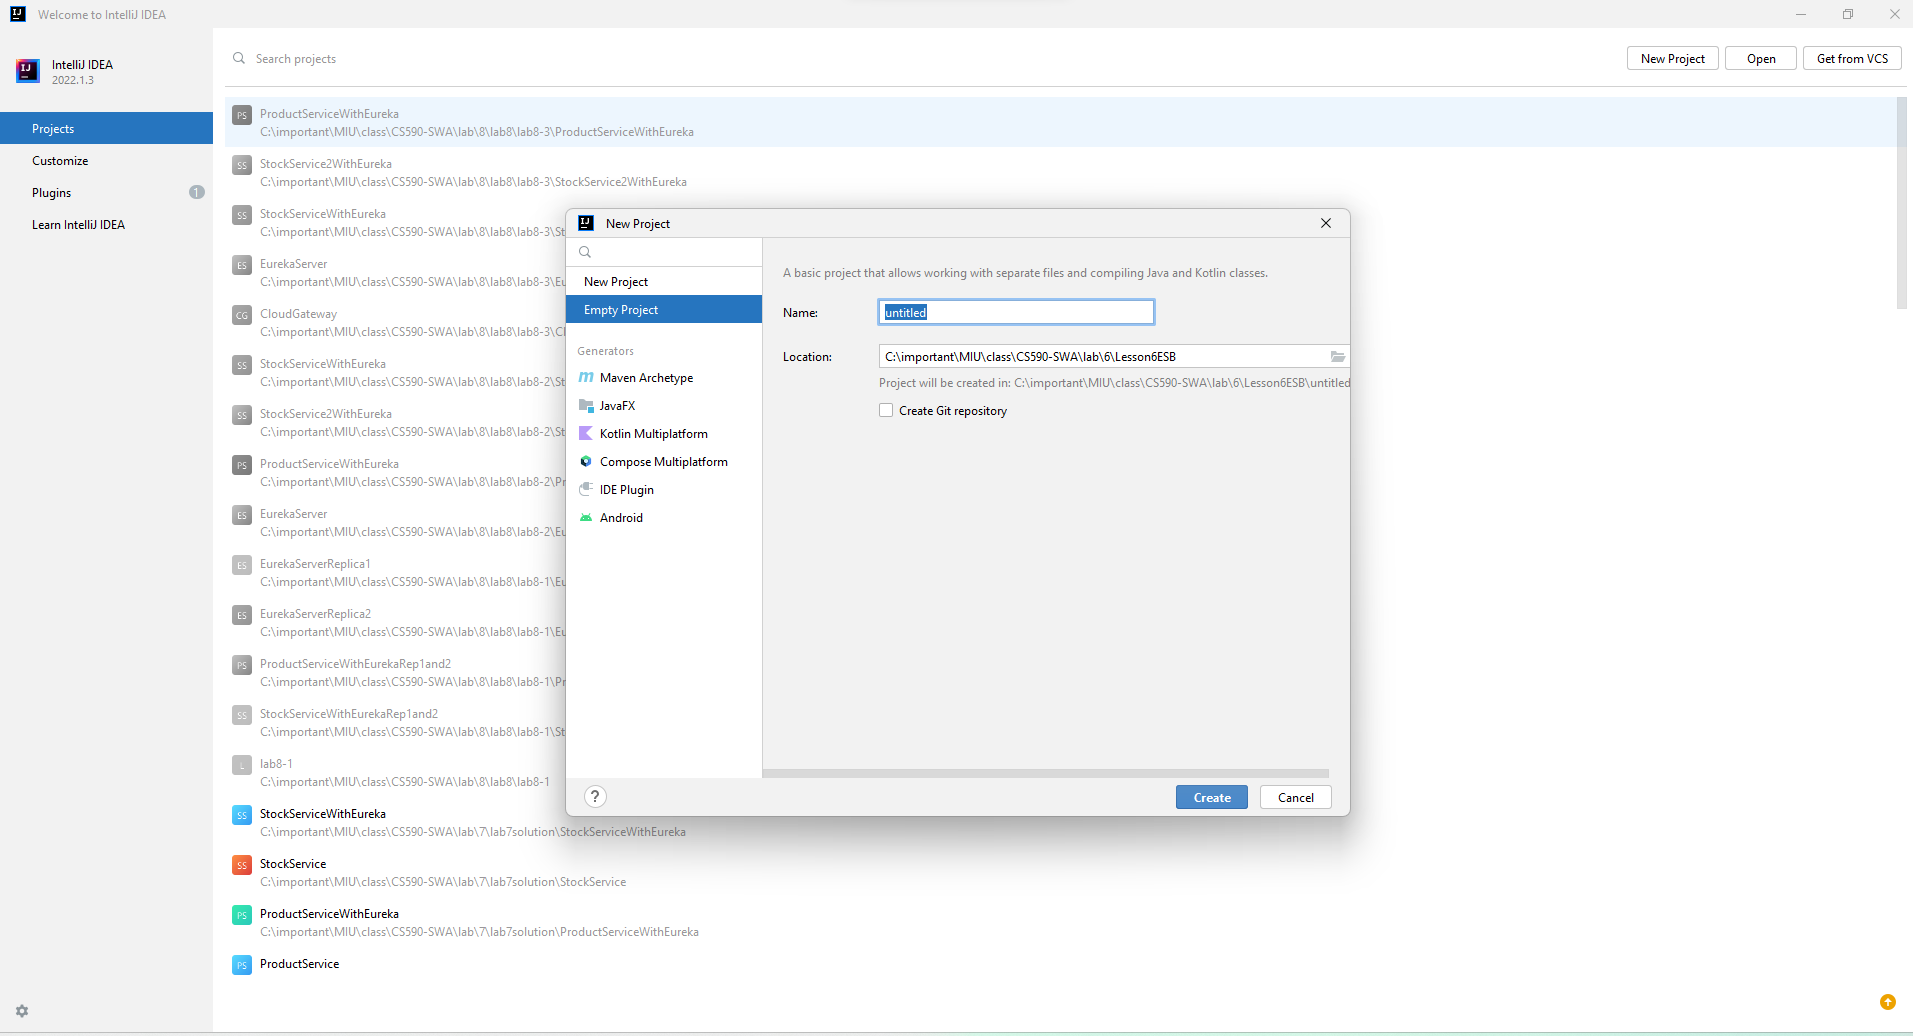 Welcome to IntelliJ IDEA
IntelliJ IDEA
2022.1.3
Projects
Customize
Plugins
1
Learn IntelliJ IDEA
Search projects
New Project
Open
Get from VCS
PS
ProductServiceWithEureka
C:\important\MIU\class\CS590-SWA\lab\8\lab8\lab8-3\ProductServiceWithEureka
SS
StockService2WithEureka
C:\important\MIU\class\CS590-SWA\lab\8\lab8\lab8-3\StockService2WithEureka
SS
StockServiceWithEureka
C:\important\MIU\class\CS590-SWA\lab\8\lab8\lab8-3\St
ES
EurekaServer
C:\important\MIU\class\CS590-SWA\lab\8\lab8\lab8-3\Eu
CG
CloudGateway
C:\important\MIU\class\CS590-SWA\lab\8\lab8\lab8-3\Cl
SS
StockServiceWithEureka
C:\important\MIU\class\CS590-SWA\lab\8\lab8\lab8-2\St
SS
StockService2WithEureka
C:\important\MIU\class\CS590-SWA\lab\8\lab8\lab8-2\St
PS
ProductServiceWithEureka
C:\important\MIU\class\CS590-SWA\lab\8\lab8\lab8-2\Pr
ES
EurekaServer
C:\important\MIU\class\CS590-SWA\lab\8\lab8\lab8-2\Eu
ES
EurekaServerReplica1
C:\important\MIU\class\CS590-SWA\lab\8\lab8\lab8-1\Eu
ES
EurekaServerReplica2
C:\important\MIU\class\CS590-SWA\lab\8\lab8\lab8-1\Eu
PS
ProductServiceWithEurekaRep1and2
C:\important\MIU\class\CS590-SWA\lab\8\lab8\lab8-1\Pr
SS
StockServiceWithEurekaRep1and2
C:\important\MIU\class\CS590-SWA\lab\8\lab8\lab8-1\St
L
lab8-1
C:\important\MIU\class\CS590-SWA\lab\8\lab8\lab8-1
SS
StockServiceWithEureka
C:\important\MIU\class\CS590-SWA\lab\7\lab7solution\StockServiceWithEureka
SS
StockService
C:\important\MIU\class\CS590-SWA\lab\7\lab7solution\StockService
PS
ProductServiceWithEureka
C:\important\MIU\class\CS590-SWA\lab\7\lab7solution\ProductServiceWithEureka
PS
ProductService
New Project
New Project
Empty Project
Generators
Maven Archetype
JavaFX
Kotlin Multiplatform
Compose Multiplatform
IDE Plugin
Android
A basic project that allows working with separate files and compiling Java and Kotlin classes.
Name:
untitled
Location:
C:\important\MIU\class\CS590-SWA\lab\6\Lesson6ESB
Project will be created in: C:\important\MIU\class\CS590-SWA\lab\6\Lesson6ESB\untitled
Create Git repository
?
Create
Cancel